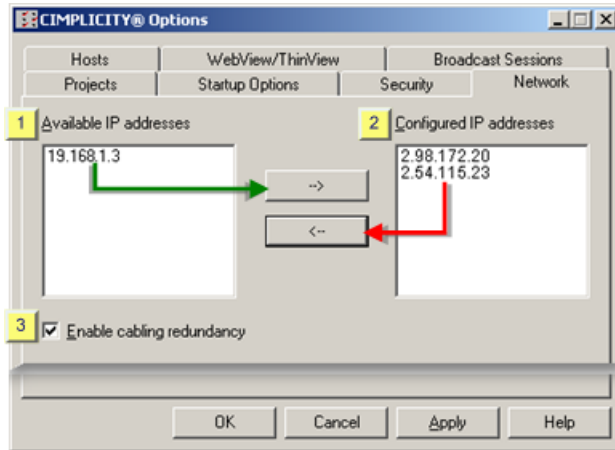 CIMPLICITY® Options
Hosts WebView/ThinView Broadcast Sessions
Projects Startup Options Security Network
1 Available IP addresses 2 Configured IP addresses
19.168.1.3
-->
<--
2.98.172.20
2.54.115.23
3 Enable cabling redundancy
OK Cancel Apply Help